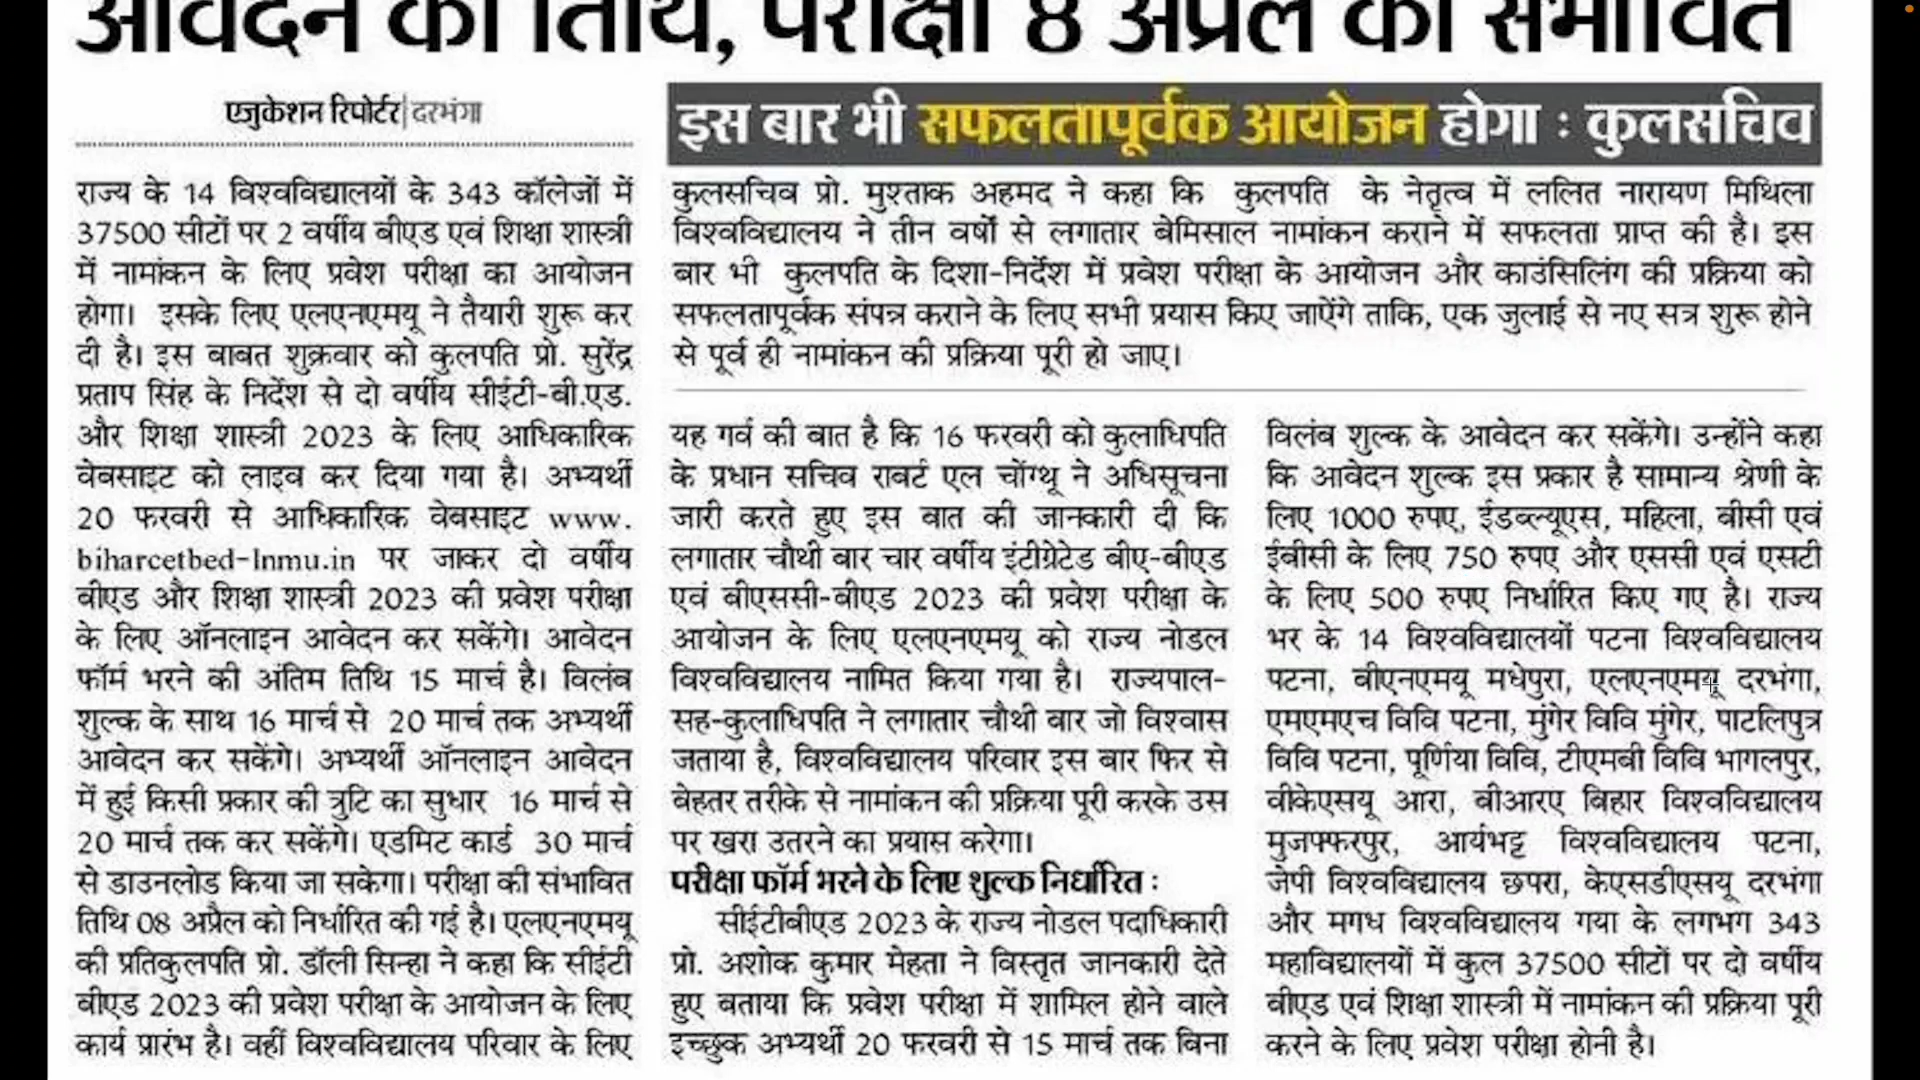 आवेदन की तिथि, परीक्षा 8 अप्रैल को संभावित
एजुकेशन रिपोर्टर|दरभंगा
राज्य के 14 विश्वविद्यालयों के 343 कॉलेजों में
37500 सीटों पर 2 वर्षीय बीएड एवं शिक्षा शास्त्री
में नामांकन के लिए प्रवेश परीक्षा का आयोजन
होगा। इसके लिए एलएनएमयू ने तैयारी शुरू कर
दी है। इस बाबत शुक्रवार को कुलपति प्रो. सुरेंद्र
प्रताप सिंह के निर्देश से दो वर्षीय सीईटी-बी.एड.
और शिक्षा शास्त्री 2023 के लिए आधिकारिक
वेबसाइट को लाइव कर दिया गया है। अभ्यर्थी
20 फरवरी से आधिकारिक वेबसाइट www.
biharcetbed-lnmu.in पर जाकर दो वर्षीय
बीएड और शिक्षा शास्त्री 2023 की प्रवेश परीक्षा
के लिए ऑनलाइन आवेदन कर सकेंगे। आवेदन
फॉर्म भरने की अंतिम तिथि 15 मार्च है। विलंब
शुल्क के साथ 16 मार्च से 20 मार्च तक अभ्यर्थी
आवेदन कर सकेंगे। अभ्यर्थी ऑनलाइन आवेदन
में हुई किसी प्रकार की त्रुटि का सुधार 16 मार्च से
20 मार्च तक कर सकेंगे। एडमिट कार्ड 30 मार्च
से डाउनलोड किया जा सकेगा। परीक्षा की संभावित
तिथि 08 अप्रैल को निर्धारित की गई है। एलएनएमयू
की प्रतिकुलपति प्रो. डॉली सिन्हा ने कहा कि सीईटी
बीएड 2023 की प्रवेश परीक्षा के आयोजन के लिए
कार्य प्रारंभ है। वहीं विश्वविद्यालय परिवार के लिए
इस बार भी सफलतापूर्वक आयोजन होगा : कुलसचिव
कुलसचिव प्रो. मुश्ताक अहमद ने कहा कि कुलपति के नेतृत्व में ललित नारायण मिथिला
विश्वविद्यालय ने तीन वर्षों से लगातार बेमिसाल नामांकन कराने में सफलता प्राप्त की है। इस
बार भी कुलपति के दिशा-निर्देश में प्रवेश परीक्षा के आयोजन और काउंसिलिंग की प्रक्रिया को
सफलतापूर्वक संपन्न कराने के लिए सभी प्रयास किए जाऐंगे ताकि, एक जुलाई से नए सत्र शुरू होने
से पूर्व ही नामांकन की प्रक्रिया पूरी हो जाए।
यह गर्व की बात है कि 16 फरवरी को कुलाधिपति
के प्रधान सचिव राबर्ट एल चोंग्थू ने अधिसूचना
जारी करते हुए इस बात की जानकारी दी कि
लगातार चौथी बार चार वर्षीय इंटीग्रेटेड बीए-बीएड
एवं बीएससी-बीएड 2023 की प्रवेश परीक्षा के
आयोजन के लिए एलएनएमयू को राज्य नोडल
विश्वविद्यालय नामित किया गया है। राज्यपाल-
सह-कुलाधिपति ने लगातार चौथी बार जो विश्वास
जताया है, विश्वविद्यालय परिवार इस बार फिर से
बेहतर तरीके से नामांकन की प्रक्रिया पूरी करके उस
पर खरा उतरने का प्रयास करेगा।
परीक्षा फॉर्म भरने के लिए शुल्क निर्धारित :
सीईटीबीएड 2023 के राज्य नोडल पदाधिकारी
प्रो. अशोक कुमार मेहता ने विस्तृत जानकारी देते
हुए बताया कि प्रवेश परीक्षा में शामिल होने वाले
इच्छुक अभ्यर्थी 20 फरवरी से 15 मार्च तक बिना
विलंब शुल्क के आवेदन कर सकेंगे। उन्होंने कहा
कि आवेदन शुल्क इस प्रकार है सामान्य श्रेणी के
लिए 1000 रुपए, ईडब्ल्यूएस, महिला, बीसी एवं
ईबीसी के लिए 750 रुपए और एससी एवं एसटी
के लिए 500 रुपए निर्धारित किए गए है। राज्य
भर के 14 विश्वविद्यालयों पटना विश्वविद्यालय
पटना, बीएनएमयू मधेपुरा, एलएनएमयू दरभंगा,
एमएमएच विवि पटना, मुंगेर विवि मुंगेर, पाटलिपुत्र
विवि पटना, पूर्णिया विवि, टीएमबी विवि भागलपुर,
वीकेएसयू आरा, बीआरए बिहार विश्वविद्यालय
मुजफ्फरपुर, आर्यभट्ट विश्वविद्यालय पटना,
जेपी विश्वविद्यालय छपरा, केएसडीएसयू दरभंगा
और मगध विश्वविद्यालय गया के लगभग 343
महाविद्यालयों में कुल 37500 सीटों पर दो वर्षीय
बीएड एवं शिक्षा शास्त्री में नामांकन की प्रक्रिया पूरी
करने के लिए प्रवेश परीक्षा होनी है।